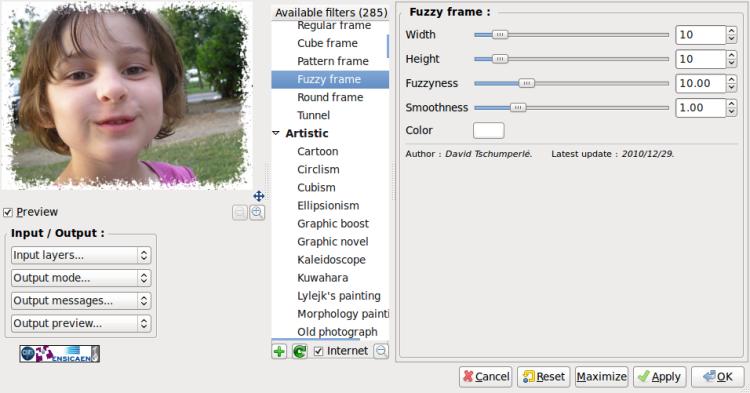 Preview
Input / Output :
Input layers...
Output mode...
Output messages...
Output preview...
ENSICAEN
Available filters (285)
Regular frame
Cube frame
Pattern frame
Fuzzy frame
Round frame
Tunnel
Artistic
Cartoon
Circlism
Cubism
Ellipsionism
Graphic boost
Graphic novel
Kaleidoscope
Kuwahara
Lylejk's painting
Morphology painti
Old photograph
Internet
Fuzzy frame :
Width 10
Height 10
Fuzzyness 10.00
Smoothness 1.00
Color
Author : David Tschumperlé. Latest update : 2010/12/29.
Cancel Reset Maximize Apply OK